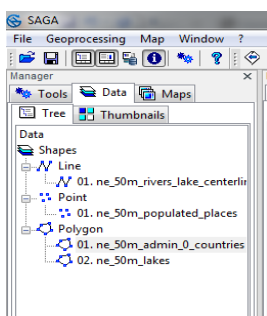 SAGA
File Geoprocessing Map Window ?
Manager
Tools Data Maps
Tree Thumbnails
Data
Shapes
Line
01. ne_50m_rivers_lake_centerlin
Point
01. ne_50m_populated_places
Polygon
01. ne_50m_admin_0_countries
02. ne_50m_lakes